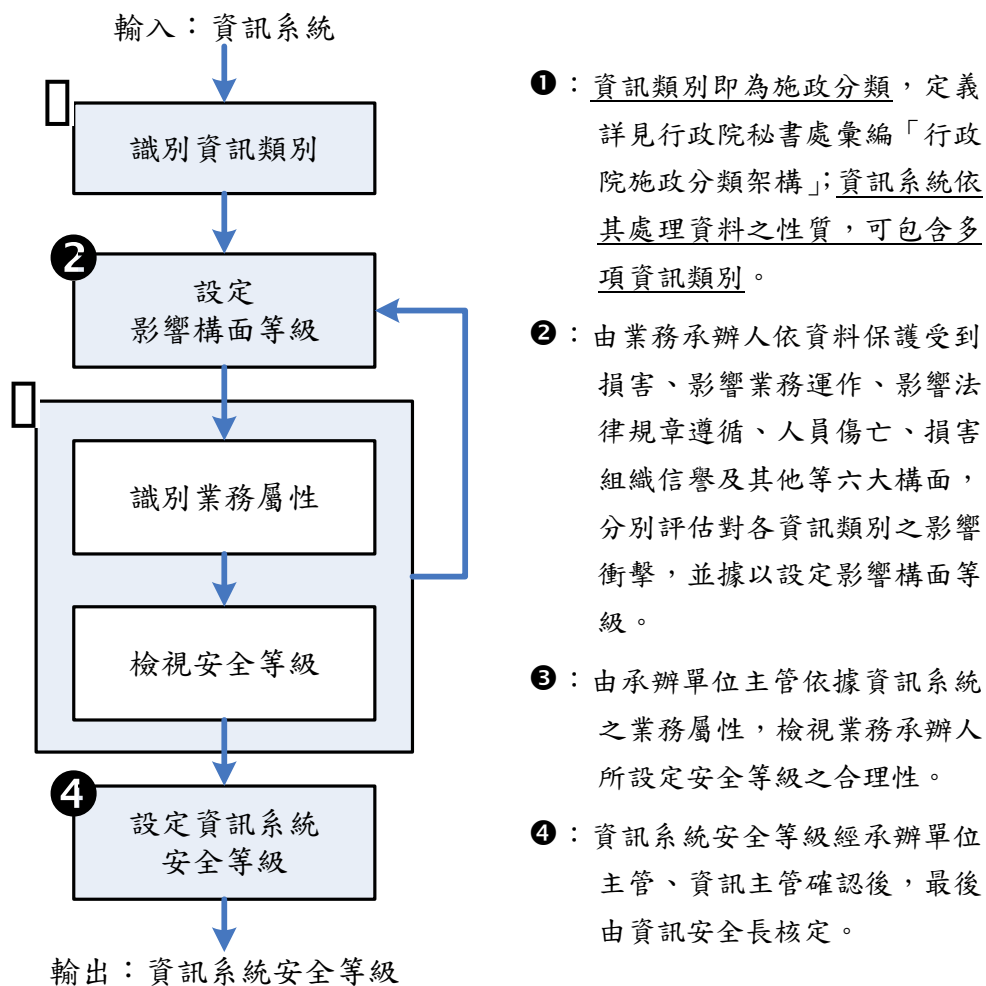 輸入：資訊系統
識別資訊類別
❷
設定
影響構面等級
識別業務屬性
檢視安全等級
❹
設定資訊系統
安全等級
輸出：資訊系統安全等級
❶：資訊類別即為施政分類，定義
詳見行政院秘書處彙編「行政
院施政分類架構」；資訊系統依
其處理資料之性質，可包含多
項資訊類別。
❷：由業務承辦人依資料保護受到
損害、影響業務運作、影響法
律規章遵循、人員傷亡、損害
組織信譽及其他等六大構面，
分別評估對各資訊類別之影響
衝擊，並據以設定影響構面等
級。
❸：由承辦單位主管依據資訊系統
之業務屬性，檢視業務承辦人
所設定安全等級之合理性。
❹：資訊系統安全等級經承辦單位
主管、資訊主管確認後，最後
由資訊安全長核定。